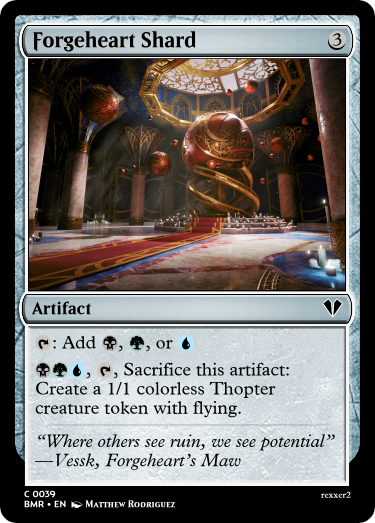 Forgeheart Shard 3
Artifact
: Add , , or
, , Sacrifice this artifact:
Create a 1/1 colorless Thopter
creature token with flying.
“Where others see ruin, we see potential”
—Vessk, Forgeheart's Maw
C 0039
BMR • EN Matthew Rodriguez
rexxer2